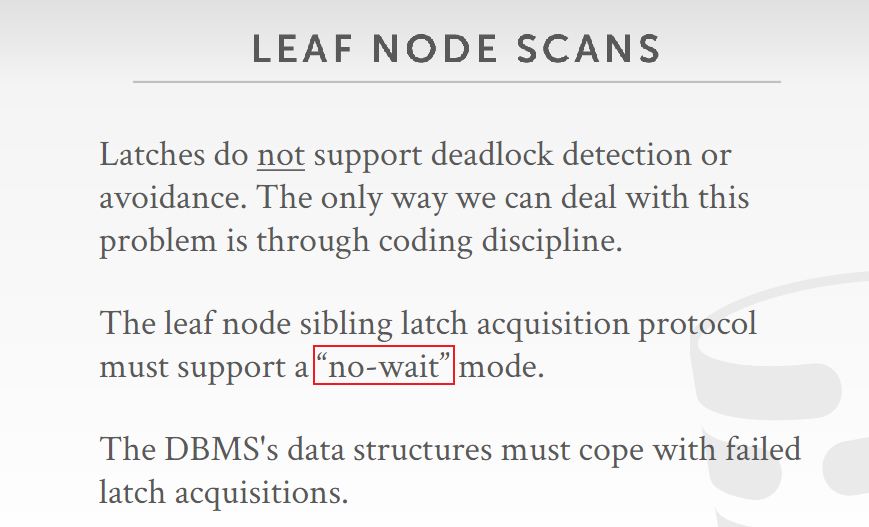 LEAF NODE SCANS
Latches do not support deadlock detection or
avoidance. The only way we can deal with this
problem is through coding discipline.
The leaf node sibling latch acquisition protocol
must support a “no-wait” mode.
The DBMS's data structures must cope with failed
latch acquisitions.